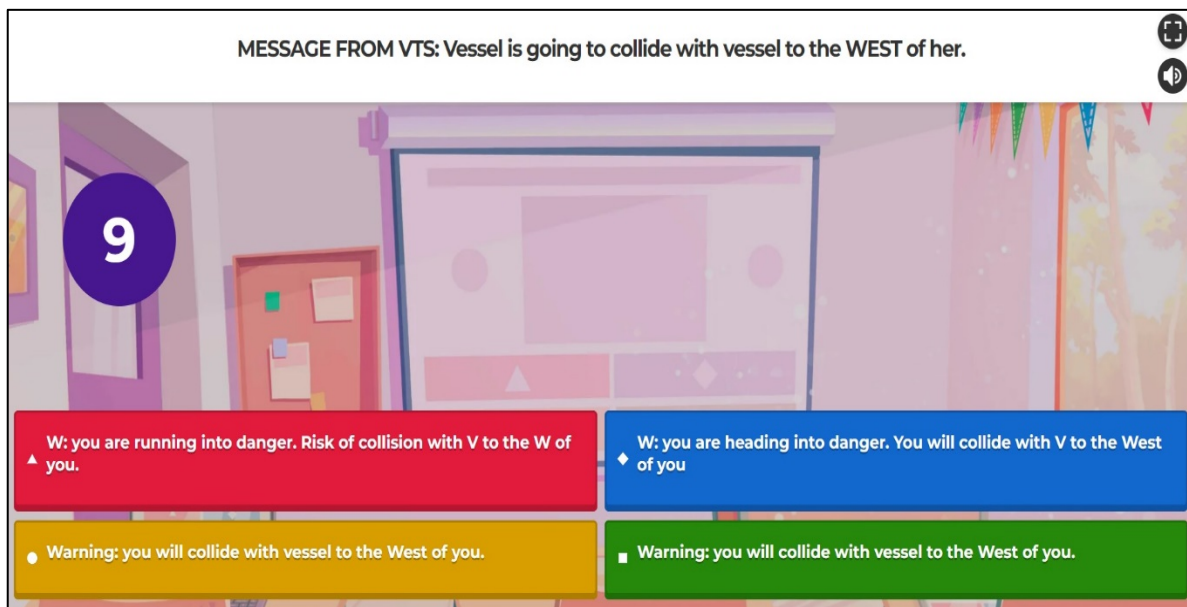 MESSAGE FROM VTS: Vessel is going to collide with vessel to the WEST of her.
9
W: you are running into danger. Risk of collision with V to the W of
you.
W: you are heading into danger. You will collide with V to the West
of you
Warning: you will collide with vessel to the West of you.
Warning: you will collide with vessel to the West of you.